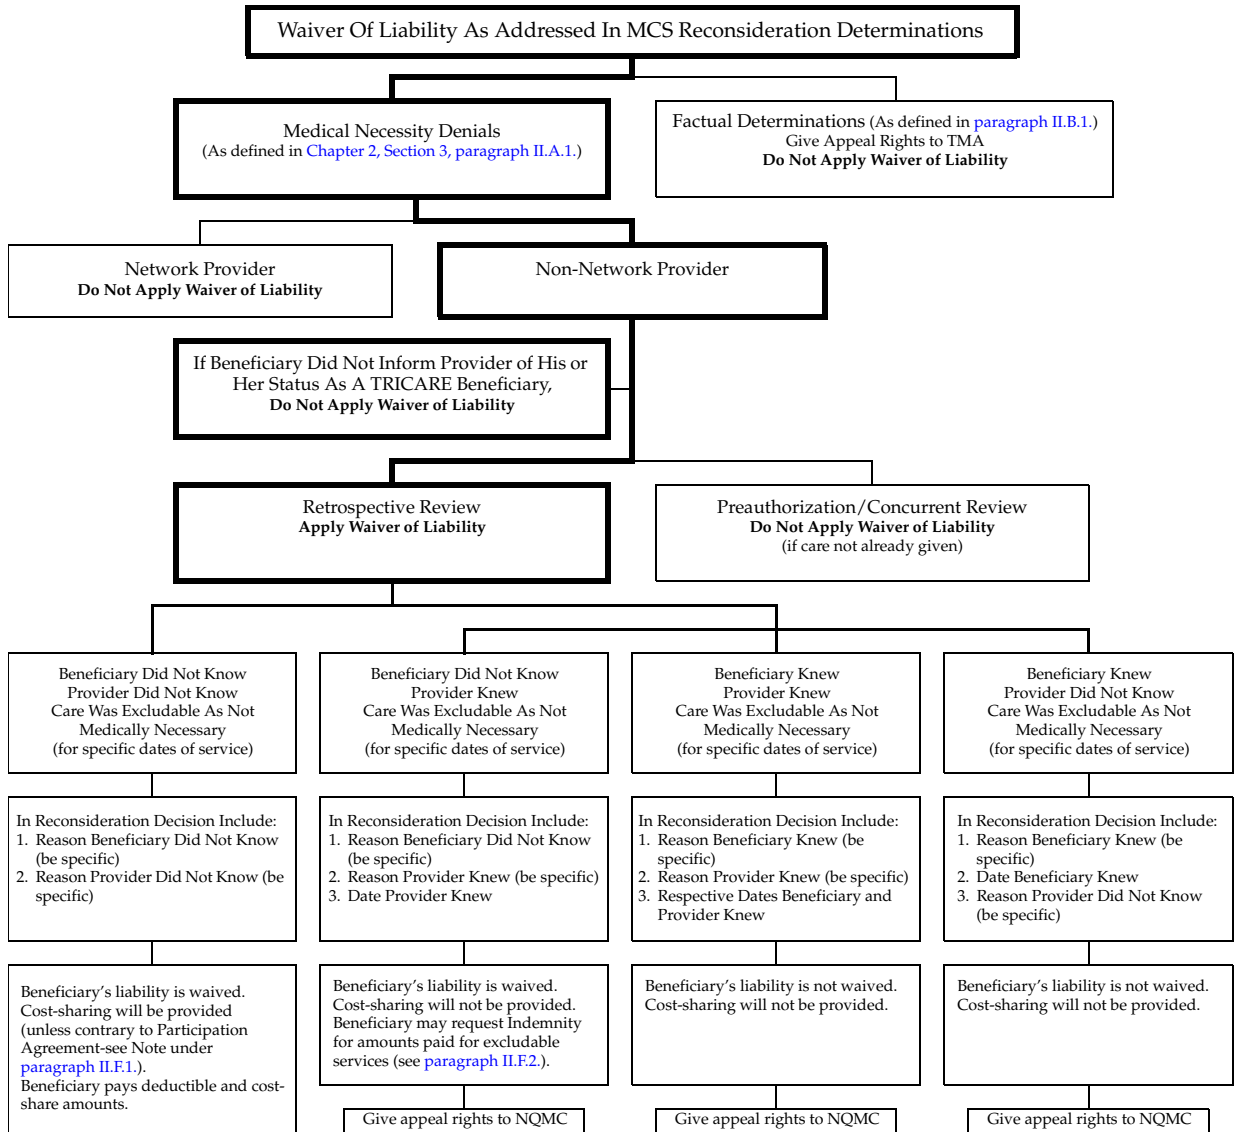 Waiver Of Liability As Addressed In MCS Reconsideration Determinations
Medical Necessity Denials
(As defined in Chapter 2, Section 3, paragraph II.A.1.)
Factual Determinations (As defined in paragraph II.B.1.)
Give Appeal Rights to TMA
Do Not Apply Waiver of Liability
Network Provider
Do Not Apply Waiver of Liability
Non-Network Provider
If Beneficiary Did Not Inform Provider of His or
Her Status As A TRICARE Beneficiary,
Do Not Apply Waiver of Liability
Retrospective Review
Apply Waiver of Liability
Preauthorization/Concurrent Review
Do Not Apply Waiver of Liability
(if care not already given)
Beneficiary Did Not Know
Provider Did Not Know
Care Was Excludable As Not
Medically Necessary
(for specific dates of service)
Beneficiary Did Not Know
Provider Knew
Care Was Excludable As Not
Medically Necessary
(for specific dates of service)
Beneficiary Knew
Provider Knew
Care Was Excludable As Not
Medically Necessary
(for specific dates of service)
Beneficiary Knew
Provider Did Not Know
Care Was Excludable As Not
Medically Necessary
(for specific dates of service)
In Reconsideration Decision Include:
1. Reason Beneficiary Did Not Know
(be specific)
2. Reason Provider Did Not Know (be
specific)
In Reconsideration Decision Include:
1. Reason Beneficiary Did Not Know
(be specific)
2. Reason Provider Knew (be specific)
3. Date Provider Knew
In Reconsideration Decision Include:
1. Reason Beneficiary Knew (be
specific)
2. Reason Provider Knew (be specific)
3. Respective Dates Beneficiary and
Provider Knew
In Reconsideration Decision Include:
1. Reason Beneficiary Knew (be
specific)
2. Date Beneficiary Knew
3. Reason Provider Did Not Know
(be specific)
Beneficiary's liability is waived.
Cost-sharing will be provided
(unless contrary to Participation
Agreement-see Note under
paragraph II.F.1.).
Beneficiary pays deductible and cost-
share amounts.
Beneficiary's liability is waived.
Cost-sharing will not be provided.
Beneficiary may request Indemnity
for amounts paid for excludable
services (see paragraph II.F.2.).
Beneficiary's liability is not waived.
Cost-sharing will not be provided.
Beneficiary's liability is not waived.
Cost-sharing will not be provided.
Give appeal rights to NQMC
Give appeal rights to NQMC
Give appeal rights to NQMC